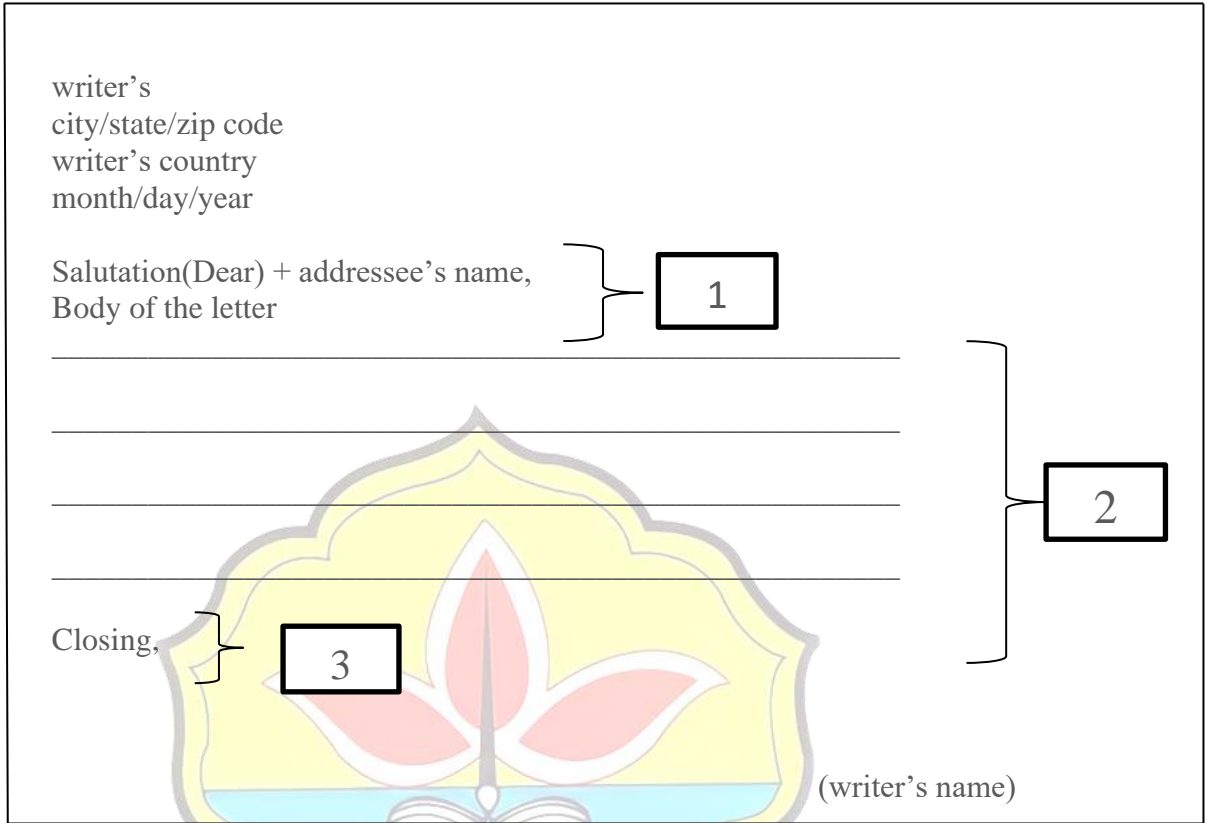 writer’s
city/state/zip code
writer’s country
month/day/year
Salutation(Dear) + addressee’s name,
Body of the letter
1
2
Closing,
3
(writer’s name)